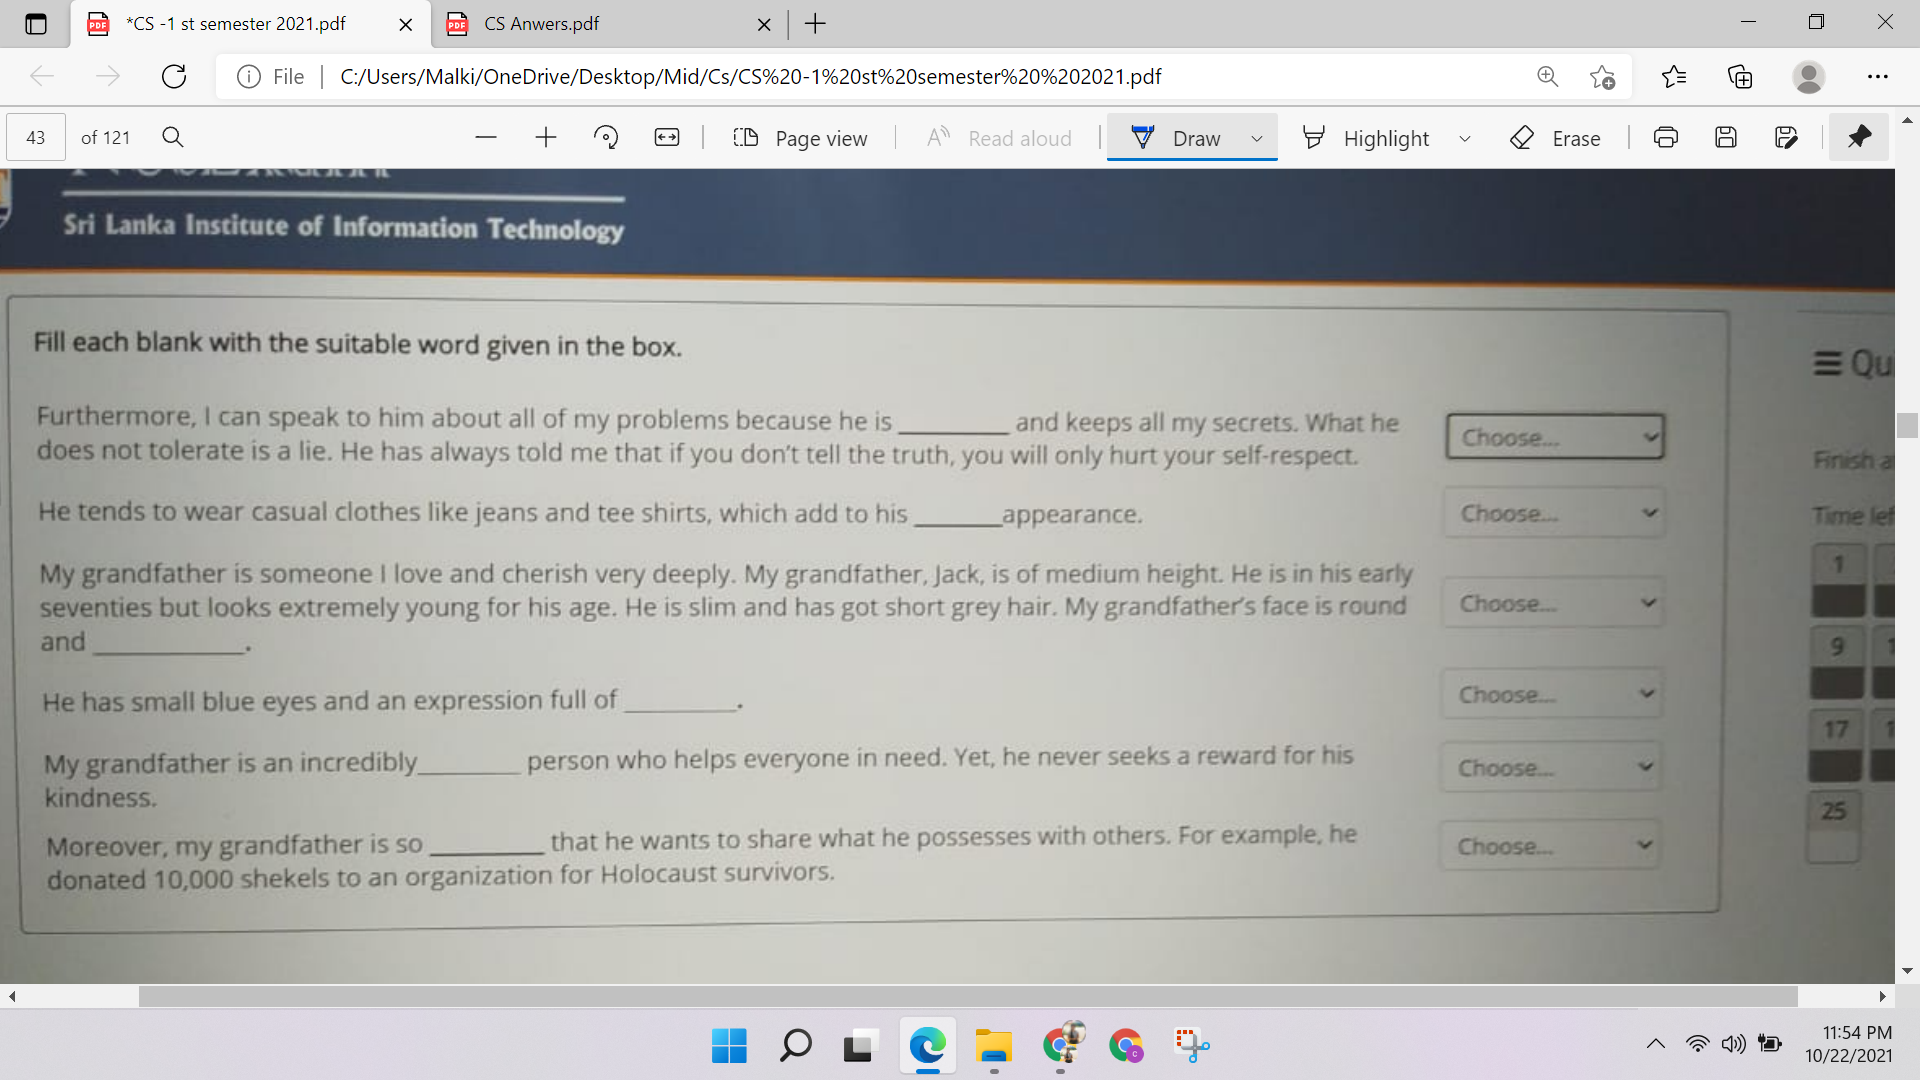 *CS -1 st semester 2021.pdf
CS Anwers.pdf
File
C:/Users/Malki/OneDrive/Desktop/Mid/Cs/CS%20-1%20st%20semester%20%202021.pdf
43 of 121
Page view
Read aloud
Draw
Highlight
Erase
Sri Lanka Institute of Information Technology
Fill each blank with the suitable word given in the box.
Furthermore, I can speak to him about all of my problems because he is ________ and keeps all my secrets. What he
does not tolerate is a lie. He has always told me that if you don't tell the truth, you will only hurt your self-respect.
Choose...
He tends to wear casual clothes like jeans and tee shirts, which add to his ______appearance.
Choose...
My grandfather is someone I love and cherish very deeply. My grandfather, Jack, is of medium height. He is in his early
seventies but looks extremely young for his age. He is slim and has got short grey hair. My grandfather's face is round
and ___________.
Choose...
He has small blue eyes and an expression full of ________.
Choose...
My grandfather is an incredibly_______ person who helps everyone in need. Yet, he never seeks a reward for his
kindness.
Choose...
Moreover, my grandfather is so ________ that he wants to share what he possesses with others. For example, he
donated 10,000 shekels to an organization for Holocaust survivors.
Choose...
Qu
Finish a
Time lef
1
9
17
25
11:54 PM
10/22/2021